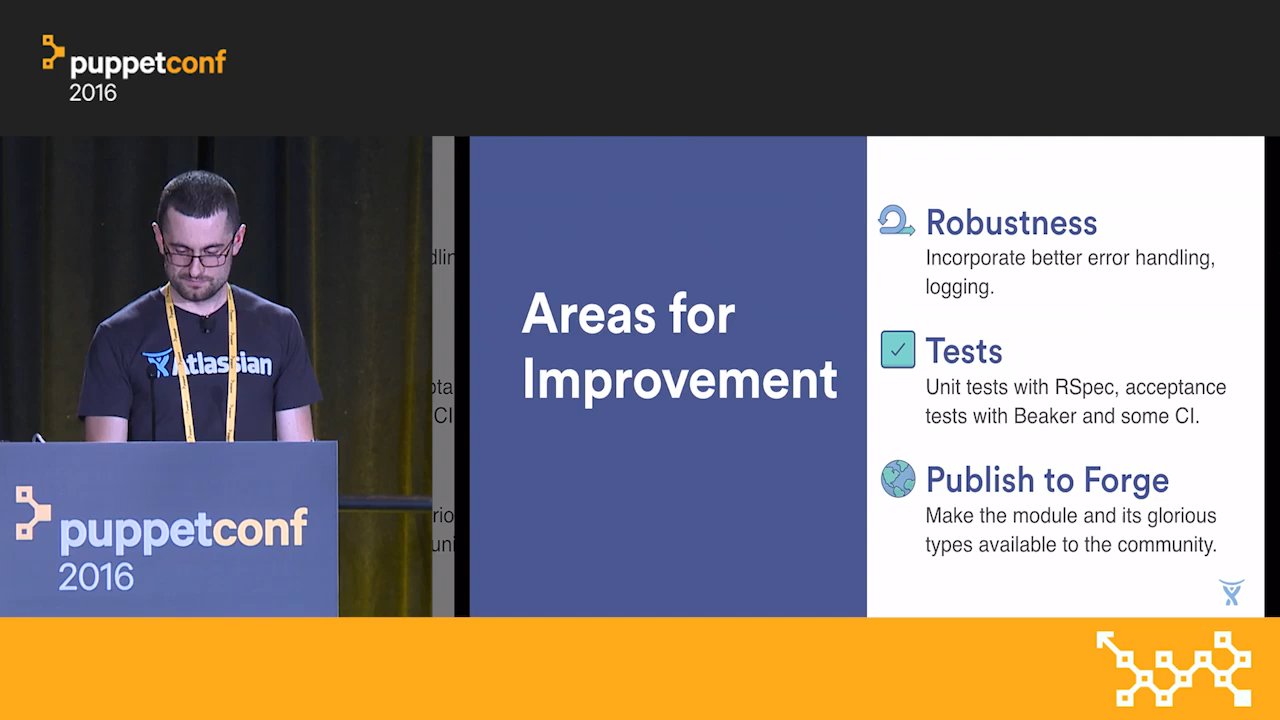 puppetconf
2016
Atlassian
puppetconf
2016
Areas for
Improvement
Robustness
Incorporate better error handling,
logging.
Tests
Unit tests with RSpec, acceptance
tests with Beaker and some CI.
Publish to Forge
Make the module and its glorious
types available to the community.